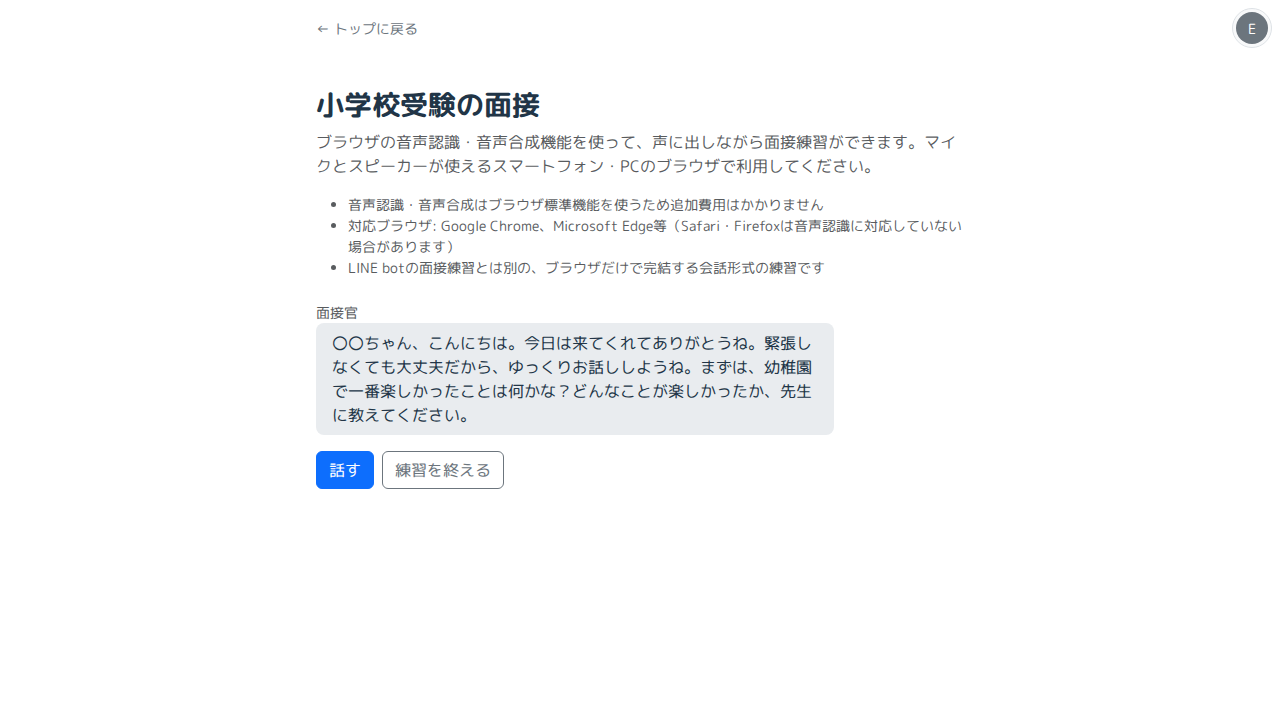 ← トップに戻る
E
小学校受験の面接
ブラウザの音声認識・音声合成機能を使って、声に出しながら面接練習ができます。マイ
クとスピーカーが使えるスマートフォン・PCのブラウザで利用してください。
音声認識・音声合成はブラウザ標準機能を使うため追加費用はかかりません
対応ブラウザ: Google Chrome、Microsoft Edge等（Safari・Firefoxは音声認識に対応していない
場合があります）
LINE botの面接練習とは別の、ブラウザだけで完結する会話形式の練習です
面接官
〇〇ちゃん、こんにちは。今日は来てくれてありがとうね。緊張し
なくても大丈夫だから、ゆっくりお話ししようね。まずは、幼稚園
で一番楽しかったことは何かな？どんなことが楽しかったか、先生
に教えてください。
話す
練習を終える